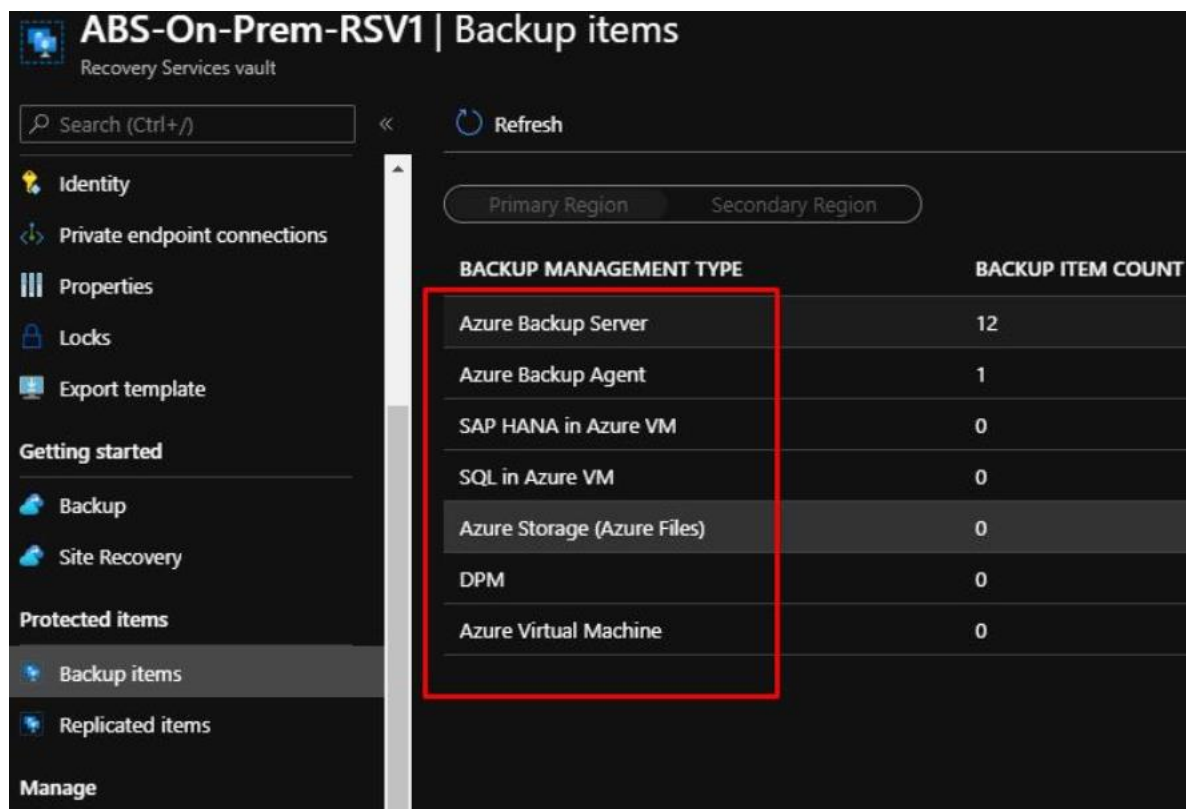 ABS-On-Prem-RSV1 | Backup items
Recovery Services vault
Search (Ctrl+/)
«
Refresh
Identity
Private endpoint connections
Properties
Locks
Export template
Getting started
Backup
Site Recovery
Protected items
Backup items
Replicated items
Manage
Primary Region Secondary Region
BACKUP MANAGEMENT TYPE BACKUP ITEM COUNT
Azure Backup Server 12
Azure Backup Agent 1
SAP HANA in Azure VM 0
SQL in Azure VM 0
Azure Storage (Azure Files) 0
DPM 0
Azure Virtual Machine 0